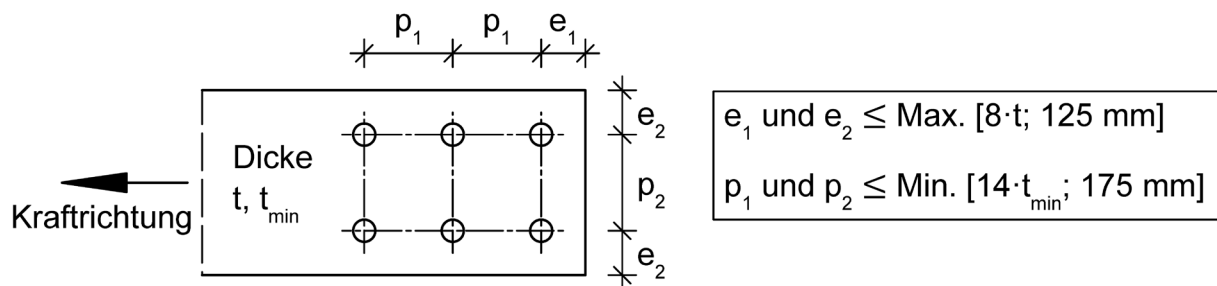 p₁ p₁ e₁
e₂
p₂
e₂
Dicke
t, tₘᵢₙ
Kraftrichtung
e₁ und e₂ ≤ Max. [8·t; 125 mm]
p₁ und p₂ ≤ Min. [14·tₘᵢₙ; 175 mm]